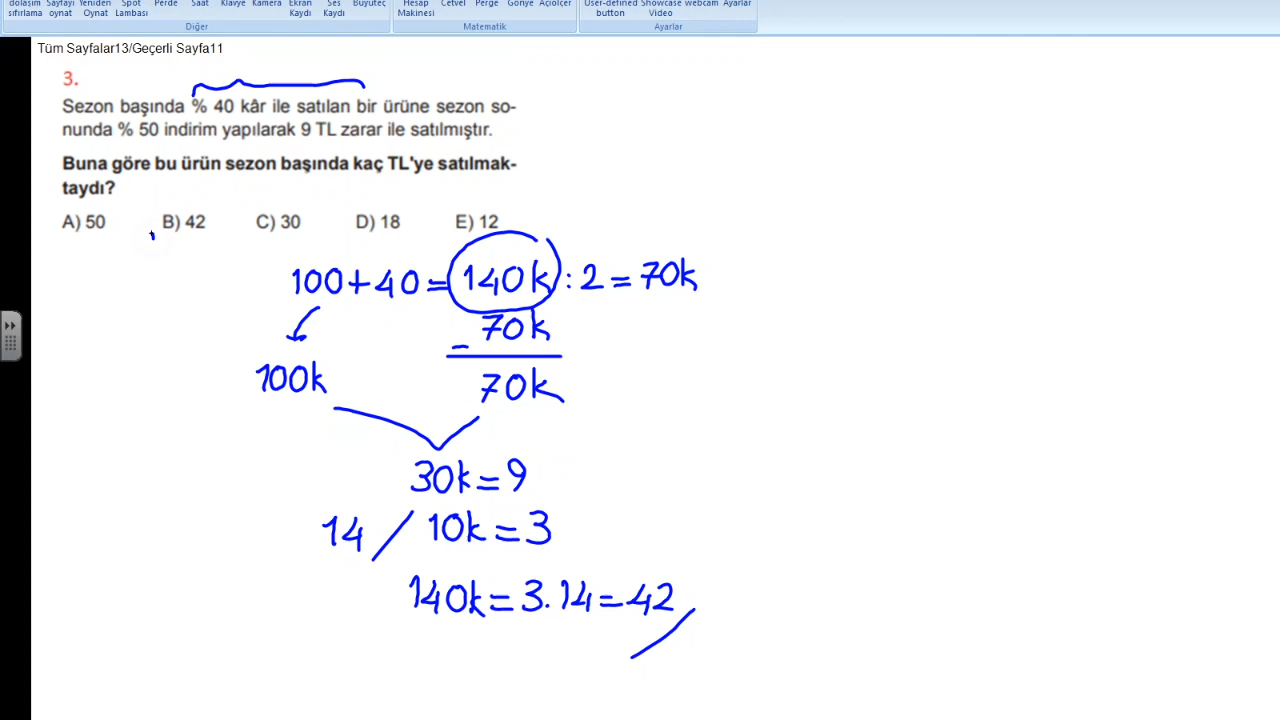 dolaşım Sayfayı Yeniden Spot Perde Saat Klavye Kamera Ekran Ses Büyüteç
sıfırlama oynat Oynat Lambası Kaydı Kaydı
Diğer
Hesap Cetvel Perge Gönye Açıölçer
Makinesi
Matematik
User-defined Showcase webcam Ayarlar
button Video
Ayarlar
Tüm Sayfalar13/Geçerli Sayfa11
3.
Sezon başında % 40 kâr ile satılan bir ürüne sezon so-
nunda % 50 indirim yapılarak 9 TL zarar ile satılmıştır.
Buna göre bu ürün sezon başında kaç TL'ye satılmak-
taydı?
A) 50 B) 42 C) 30 D) 18 E) 12
100+40=140k:2=70k
- 70k
100k 70k
30k=9
14 / 10k=3
140k=3.14=42